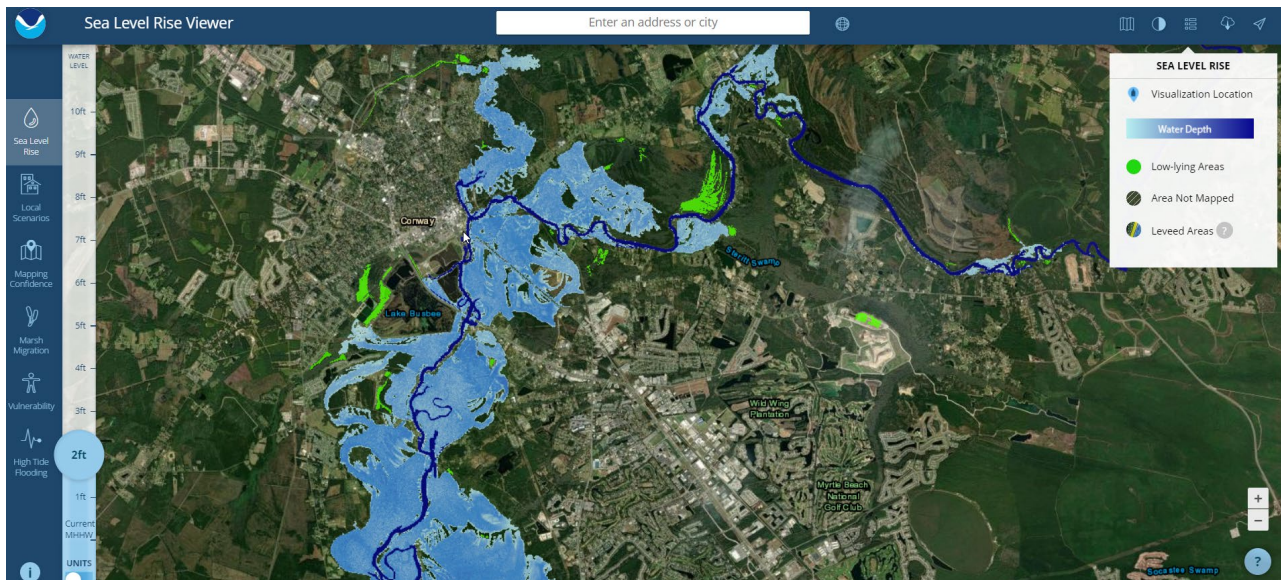 Sea Level Rise Viewer
Enter an address or city
WATER
LEVEL
10ft
9ft
8ft
7ft
6ft
5ft
4ft
3ft
2ft
1ft
Current
MHHW
UNITS
Sea Level
Rise
Local
Scenarios
Mapping
Confidence
Marsh
Migration
Vulnerability
High Tide
Flooding
i
Conway
Lake Busbee
Sterritt Swamp
Wild Wing
Plantation
Myrtle Beach
National
Golf Club
Socastee Swamp
SEA LEVEL RISE
Visualization Location
Water Depth
Low-lying Areas
Area Not Mapped
Leveed Areas ?
+
−
?